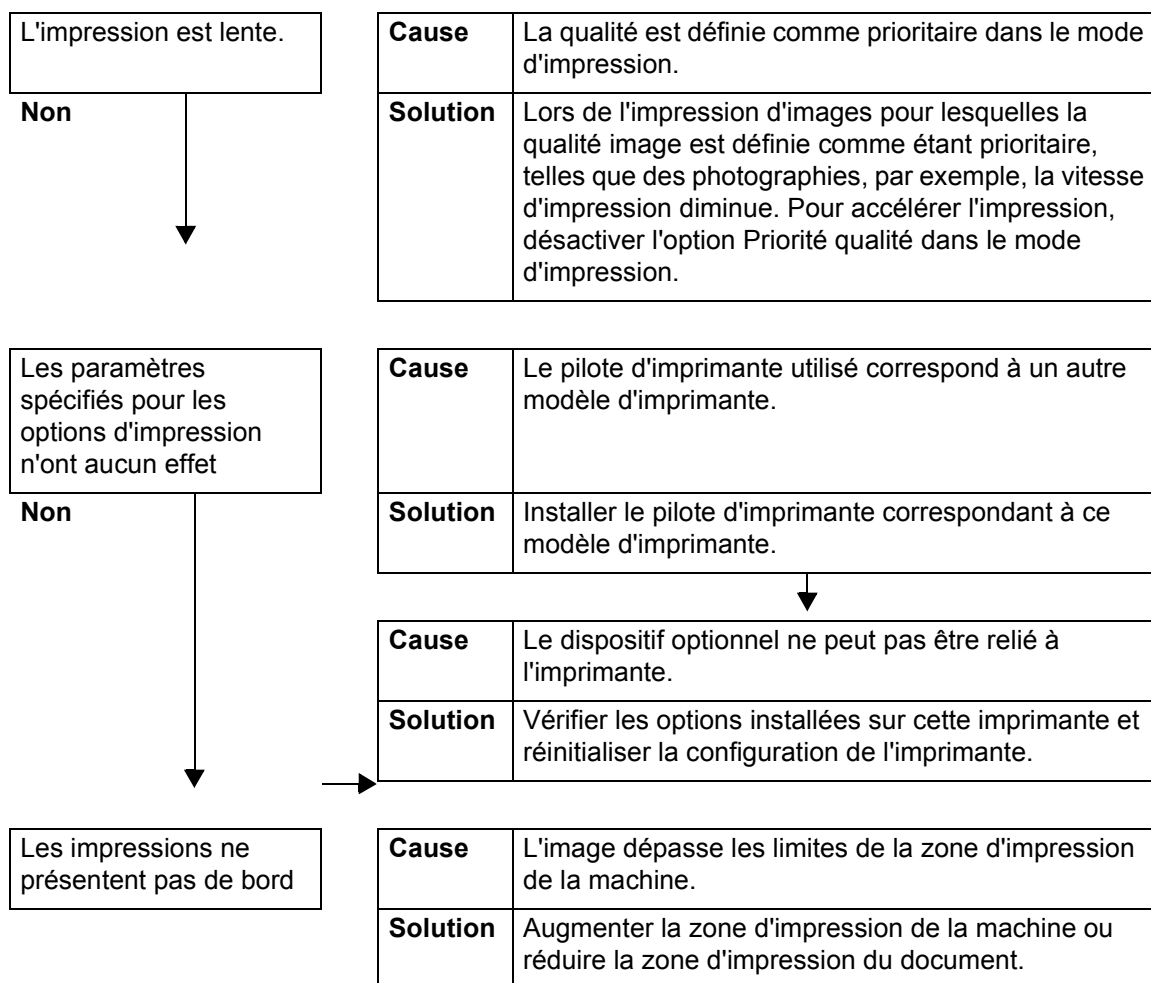 L'impression est lente.
Cause
La qualité est définie comme prioritaire dans le mode
d'impression.
Non
Solution
Lors de l'impression d'images pour lesquelles la
qualité image est définie comme étant prioritaire,
telles que des photographies, par exemple, la vitesse
d'impression diminue. Pour accélérer l'impression,
désactiver l'option Priorité qualité dans le mode
d'impression.
Les paramètres
spécifiés pour les
options d'impression
n'ont aucun effet
Cause
Le pilote d'imprimante utilisé correspond à un autre
modèle d'imprimante.
Non
Solution
Installer le pilote d'imprimante correspondant à ce
modèle d'imprimante.
Cause
Le dispositif optionnel ne peut pas être relié à
l'imprimante.
Solution
Vérifier les options installées sur cette imprimante et
réinitialiser la configuration de l'imprimante.
Les impressions ne
présentent pas de bord
Cause
L'image dépasse les limites de la zone d'impression
de la machine.
Solution
Augmenter la zone d'impression de la machine ou
réduire la zone d'impression du document.